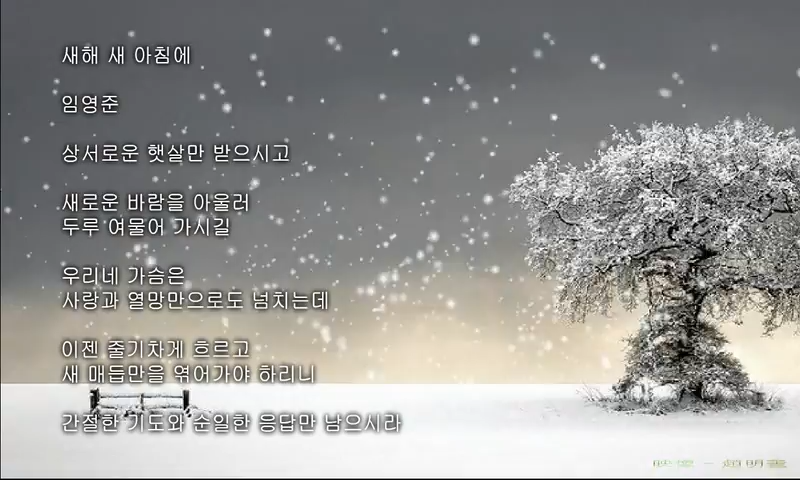 새해 새 아침에
임영준
상서로운 햇살만 받으시고
새로운 바람을 아울러
두루 여물어 가시길
우리네 가슴은
사랑과 열망만으로도 넘치는데
이젠 줄기차게 흐르고
새 매듭만을 엮어가야 하리니
간절한 기도와 순일한 응답만 남으시라